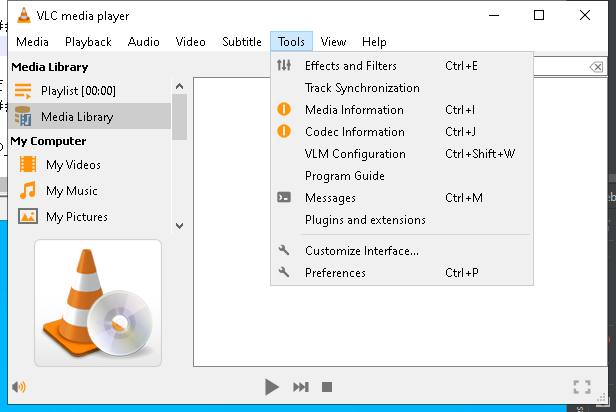 VLC media player
Media Playback Audio Video Subtitle Tools View Help
Media Library
Playlist [00:00]
Media Library
My Computer
My Videos
My Music
My Pictures
Effects and Filters Ctrl+E
Track Synchronization
Media Information Ctrl+I
Codec Information Ctrl+J
VLM Configuration Ctrl+Shift+W
Program Guide
Messages Ctrl+M
Plugins and extensions
Customize Interface...
Preferences Ctrl+P